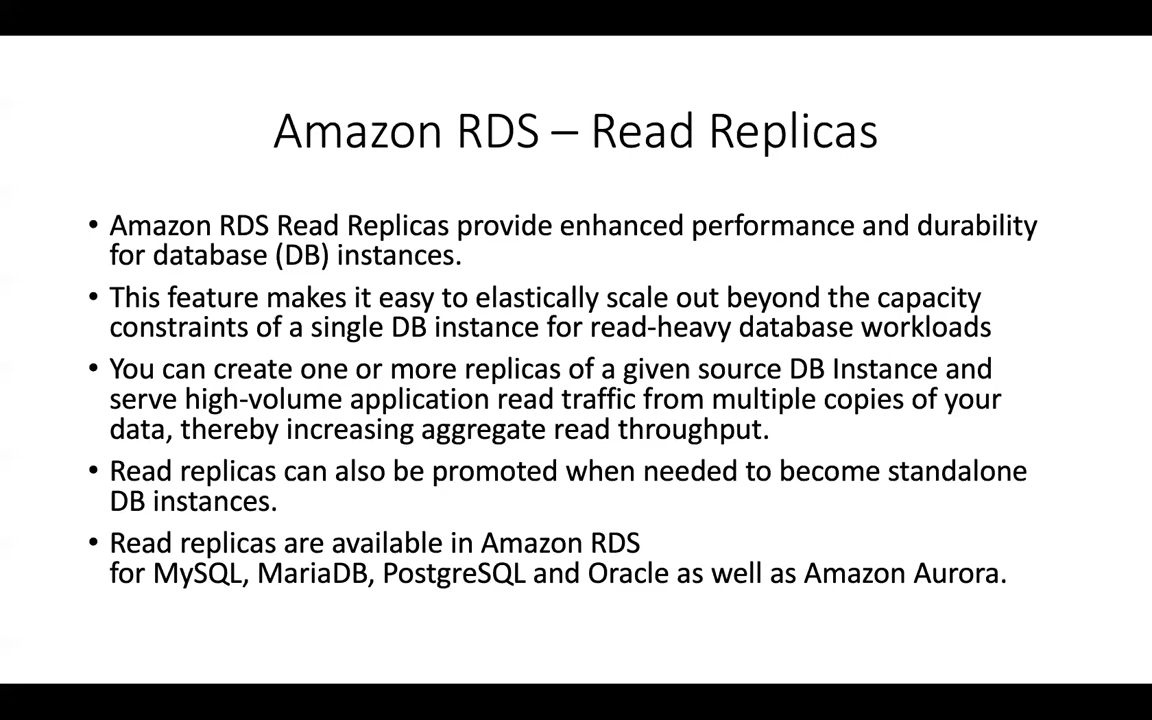 Amazon RDS – Read Replicas
• Amazon RDS Read Replicas provide enhanced performance and durability
for database (DB) instances.
• This feature makes it easy to elastically scale out beyond the capacity
constraints of a single DB instance for read-heavy database workloads
• You can create one or more replicas of a given source DB Instance and
serve high-volume application read traffic from multiple copies of your
data, thereby increasing aggregate read throughput.
• Read replicas can also be promoted when needed to become standalone
DB instances.
• Read replicas are available in Amazon RDS
for MySQL, MariaDB, PostgreSQL and Oracle as well as Amazon Aurora.